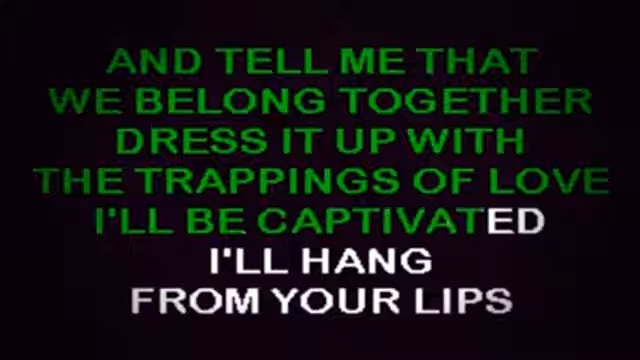 AND TELL ME THAT
WE BELONG TOGETHER
DRESS IT UP WITH
THE TRAPPINGS OF LOVE
I'LL BE CAPTIVATED
I'LL HANG
FROM YOUR LIPS